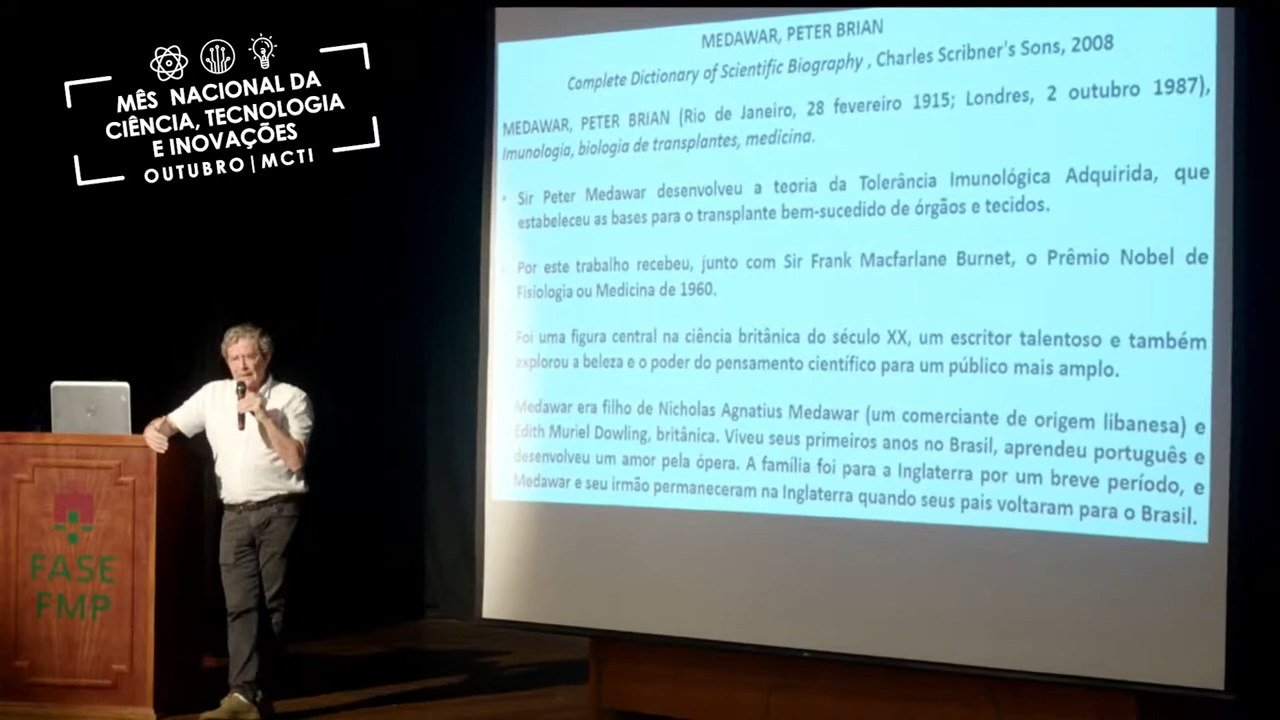 MÊS NACIONAL DA
CIÊNCIA, TECNOLOGIA
E INOVAÇÕES
OUTUBRO | MCTI
MEDAWAR, PETER BRIAN
Complete Dictionary of Scientific Biography , Charles Scribner's Sons, 2008
MEDAWAR, PETER BRIAN (Rio de Janeiro, 28 fevereiro 1915; Londres, 2 outubro 1987),
Imunologia, biologia de transplantes, medicina.
• Sir Peter Medawar desenvolveu a teoria da Tolerância Imunológica Adquirida, que
estabeleceu as bases para o transplante bem-sucedido de órgãos e tecidos.
Por este trabalho recebeu, junto com Sir Frank Macfarlane Burnet, o Prêmio Nobel de
Fisiologia ou Medicina de 1960.
Foi uma figura central na ciência britânica do século XX, um escritor talentoso e também
explorou a beleza e o poder do pensamento científico para um público mais amplo.
Medawar era filho de Nicholas Agnatius Medawar (um comerciante de origem libanesa) e
Edith Muriel Dowling, britânica. Viveu seus primeiros anos no Brasil, aprendeu português e
desenvolveu um amor pela ópera. A família foi para a Inglaterra por um breve período, e
Medawar e seu irmão permaneceram na Inglaterra quando seus pais voltaram para o Brasil.
FASE
FMP